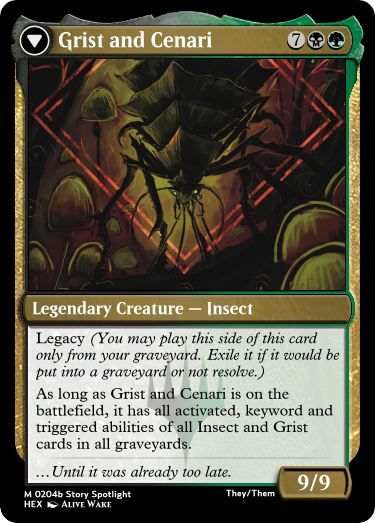 Grist and Cenari 7
Legendary Creature — Insect
Legacy (You may play this side of this card
only from your graveyard. Exile it if it would be
put into a graveyard or not resolve.)
As long as Grist and Cenari is on the
battlefield, it has all activated, keyword and
triggered abilities of all Insect and Grist
cards in all graveyards.
…Until it was already too late.
9/9
M 0204b Story Spotlight They/Them
HEX Alive Wake